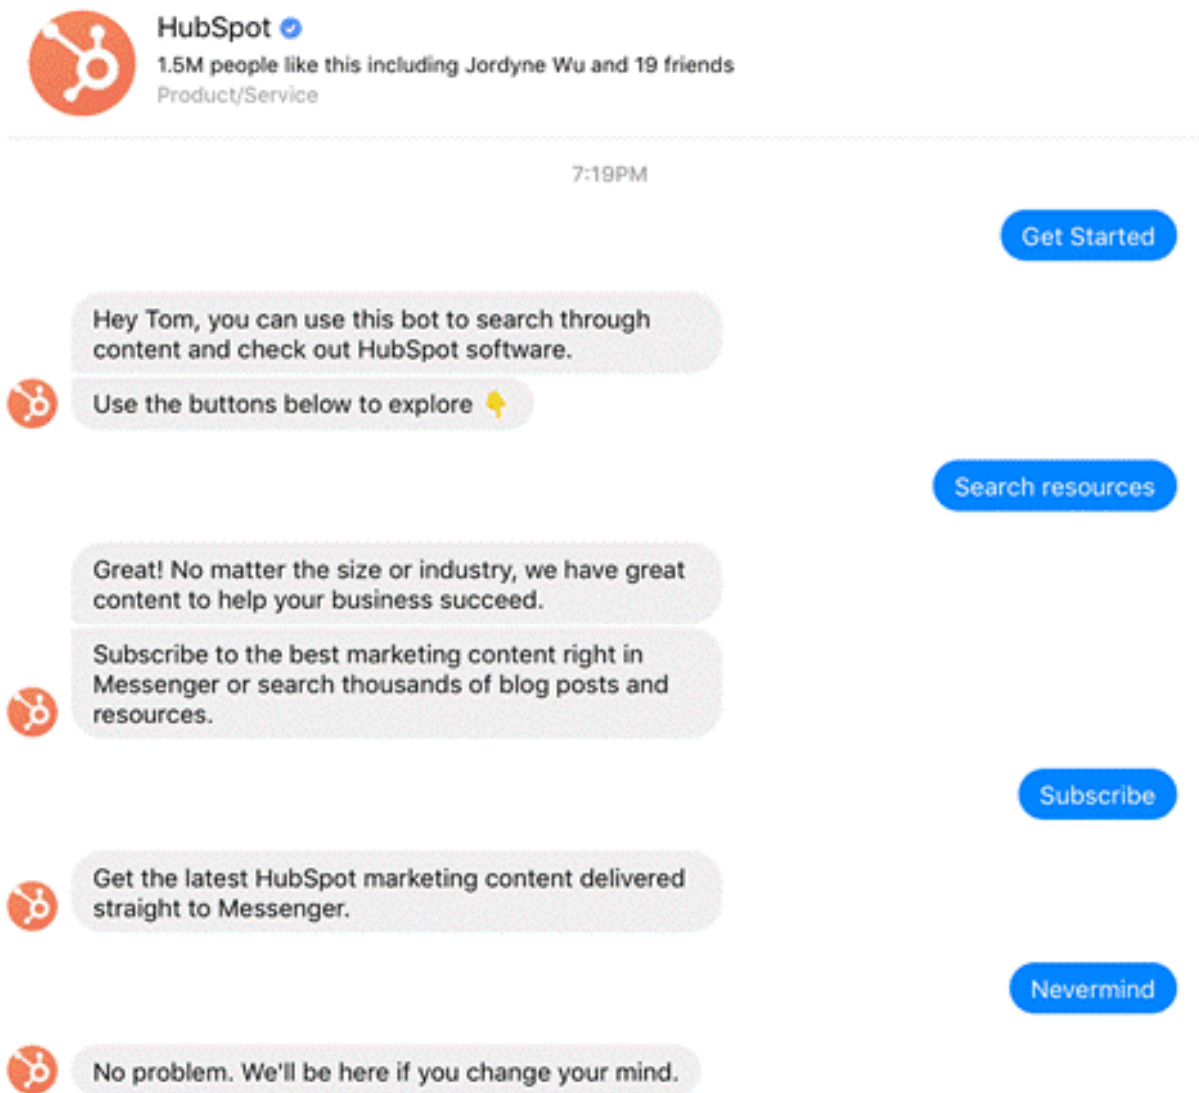 HubSpot
1.5M people like this including Jordyne Wu and 19 friends
Product/Service
7:19PM
Get Started
Hey Tom, you can use this bot to search through
content and check out HubSpot software.
Use the buttons below to explore 👇
Search resources
Great! No matter the size or industry, we have great
content to help your business succeed.
Subscribe to the best marketing content right in
Messenger or search thousands of blog posts and
resources.
Subscribe
Get the latest HubSpot marketing content delivered
straight to Messenger.
Nevermind
No problem. We'll be here if you change your mind.